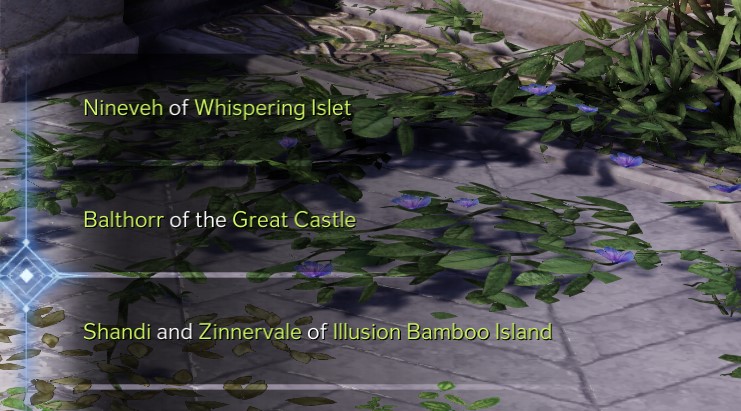 Nineveh of Whispering Islet
Balthorr of the Great Castle
Shandi and Zinnervale of Illusion Bamboo Island